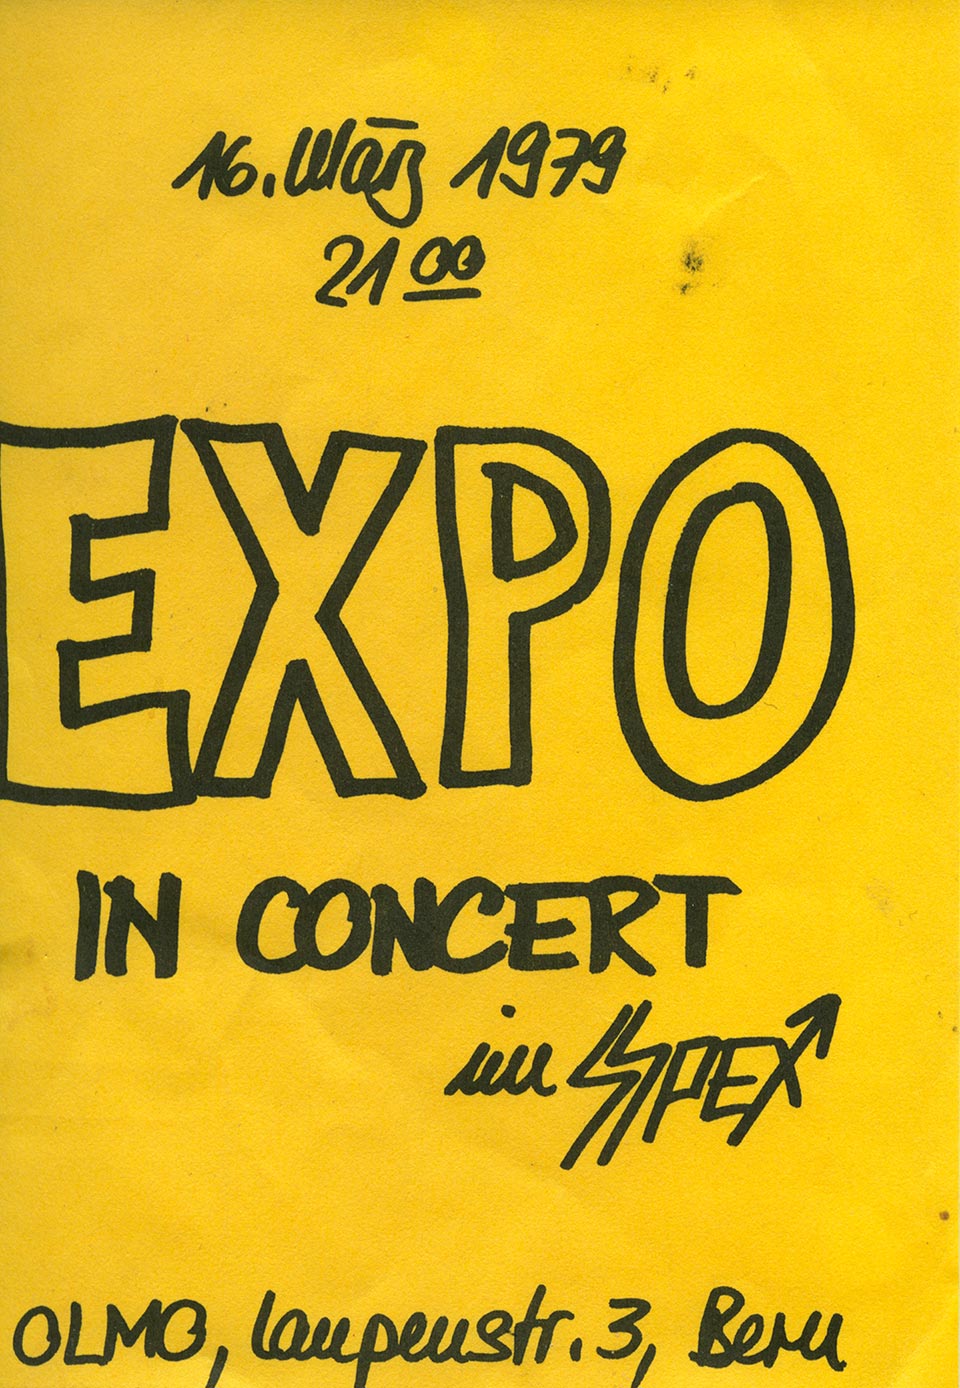 16. März 1979
21 00
EXPO
IN CONCERT
im SPEX
OLMO, Laupenstr. 3, Bern